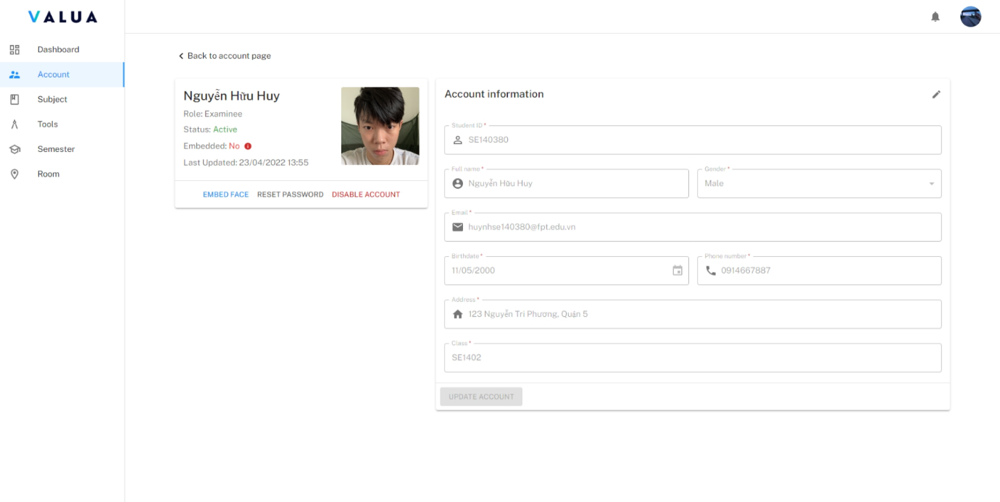 VALUA
Dashboard
Account
Subject
Tools
Semester
Room
Back to account page
Nguyễn Hữu Huy
Role: Examinee
Status: Active
Embedded: No
Last Updated: 23/04/2022 13:55
EMBED FACE RESET PASSWORD DISABLE ACCOUNT
Account information
Student ID *
SE140380
Full name *
Nguyễn Hữu Huy
Gender *
Male
Email *
huynhse140380@fpt.edu.vn
Birthdate *
11/05/2000
Phone number *
0914667887
Address *
123 Nguyễn Tri Phương, Quận 5
Class *
SE1402
UPDATE ACCOUNT